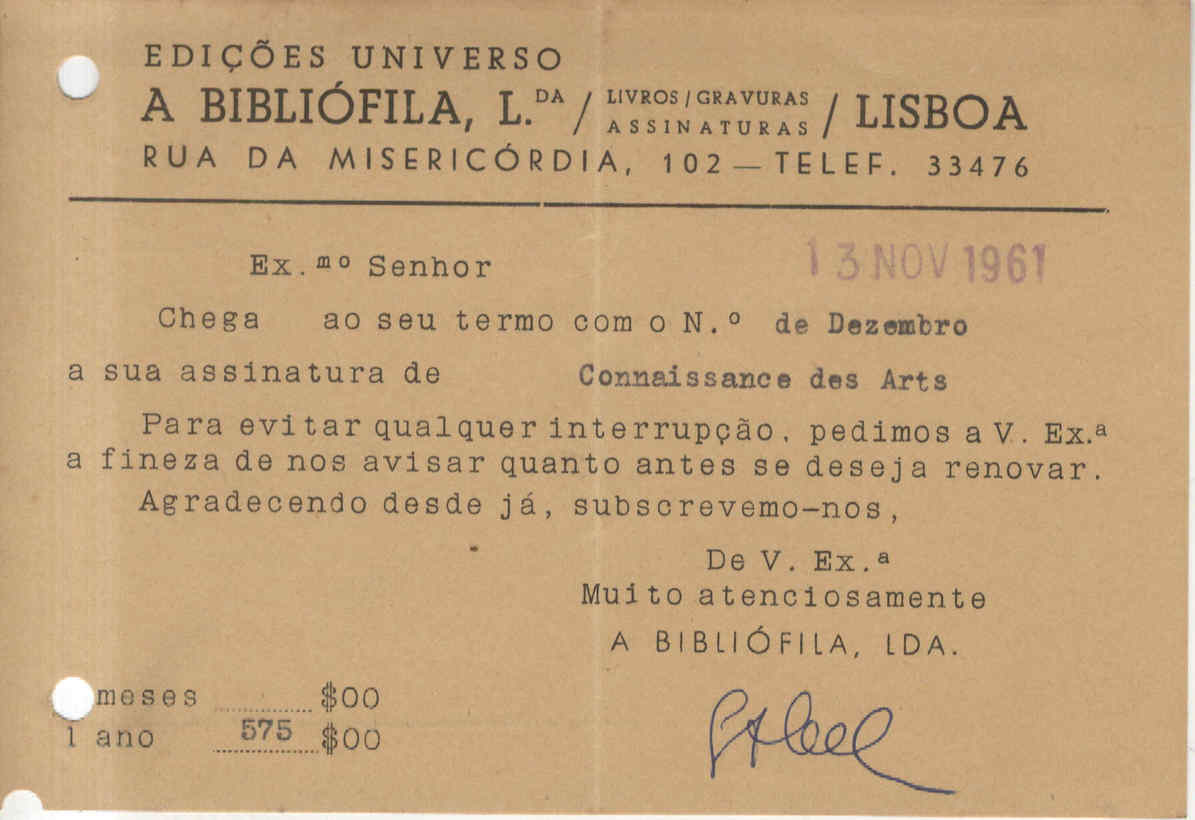 EDIÇÕES UNIVERSO
A BIBLIÓFILA, L.DA / LIVROS / GRAVURAS ASSINATURAS / LISBOA
RUA DA MISERICÓRDIA, 102 — TELEF. 33476
13 NOV 1961
Ex.mo Senhor
Chega ao seu termo com o N.º de Dezembro
a sua assinatura de Connaissance des Arts
Para evitar qualquer interrupção, pedimos a V. Ex.ª
a fineza de nos avisar quanto antes se deseja renovar.
Agradecendo desde já, subscrevemo-nos,
De V. Ex.ª
Muito atenciosamente
A BIBLIÓFILA, LDA.
meses ........... $00
1 ano 575 $00